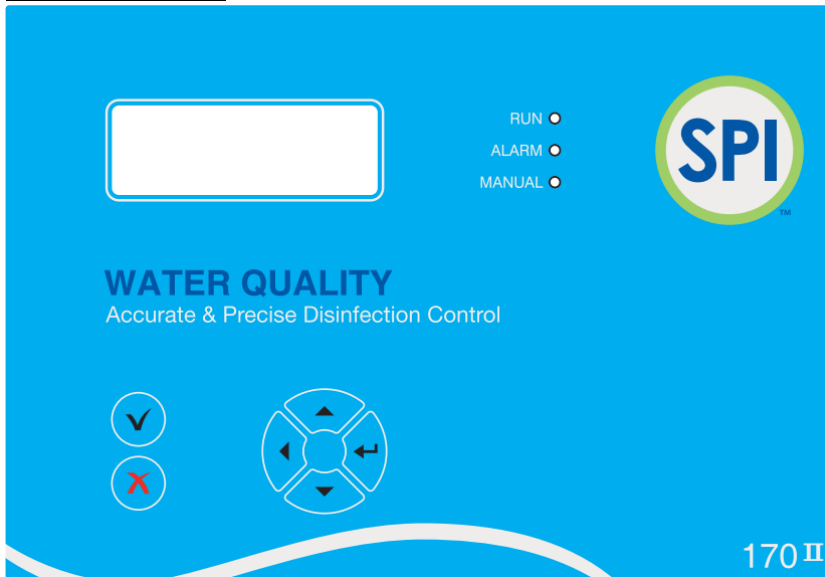 RUN
ALARM
MANUAL
SPI
TM
WATER QUALITY
Accurate & Precise Disinfection Control
170 II